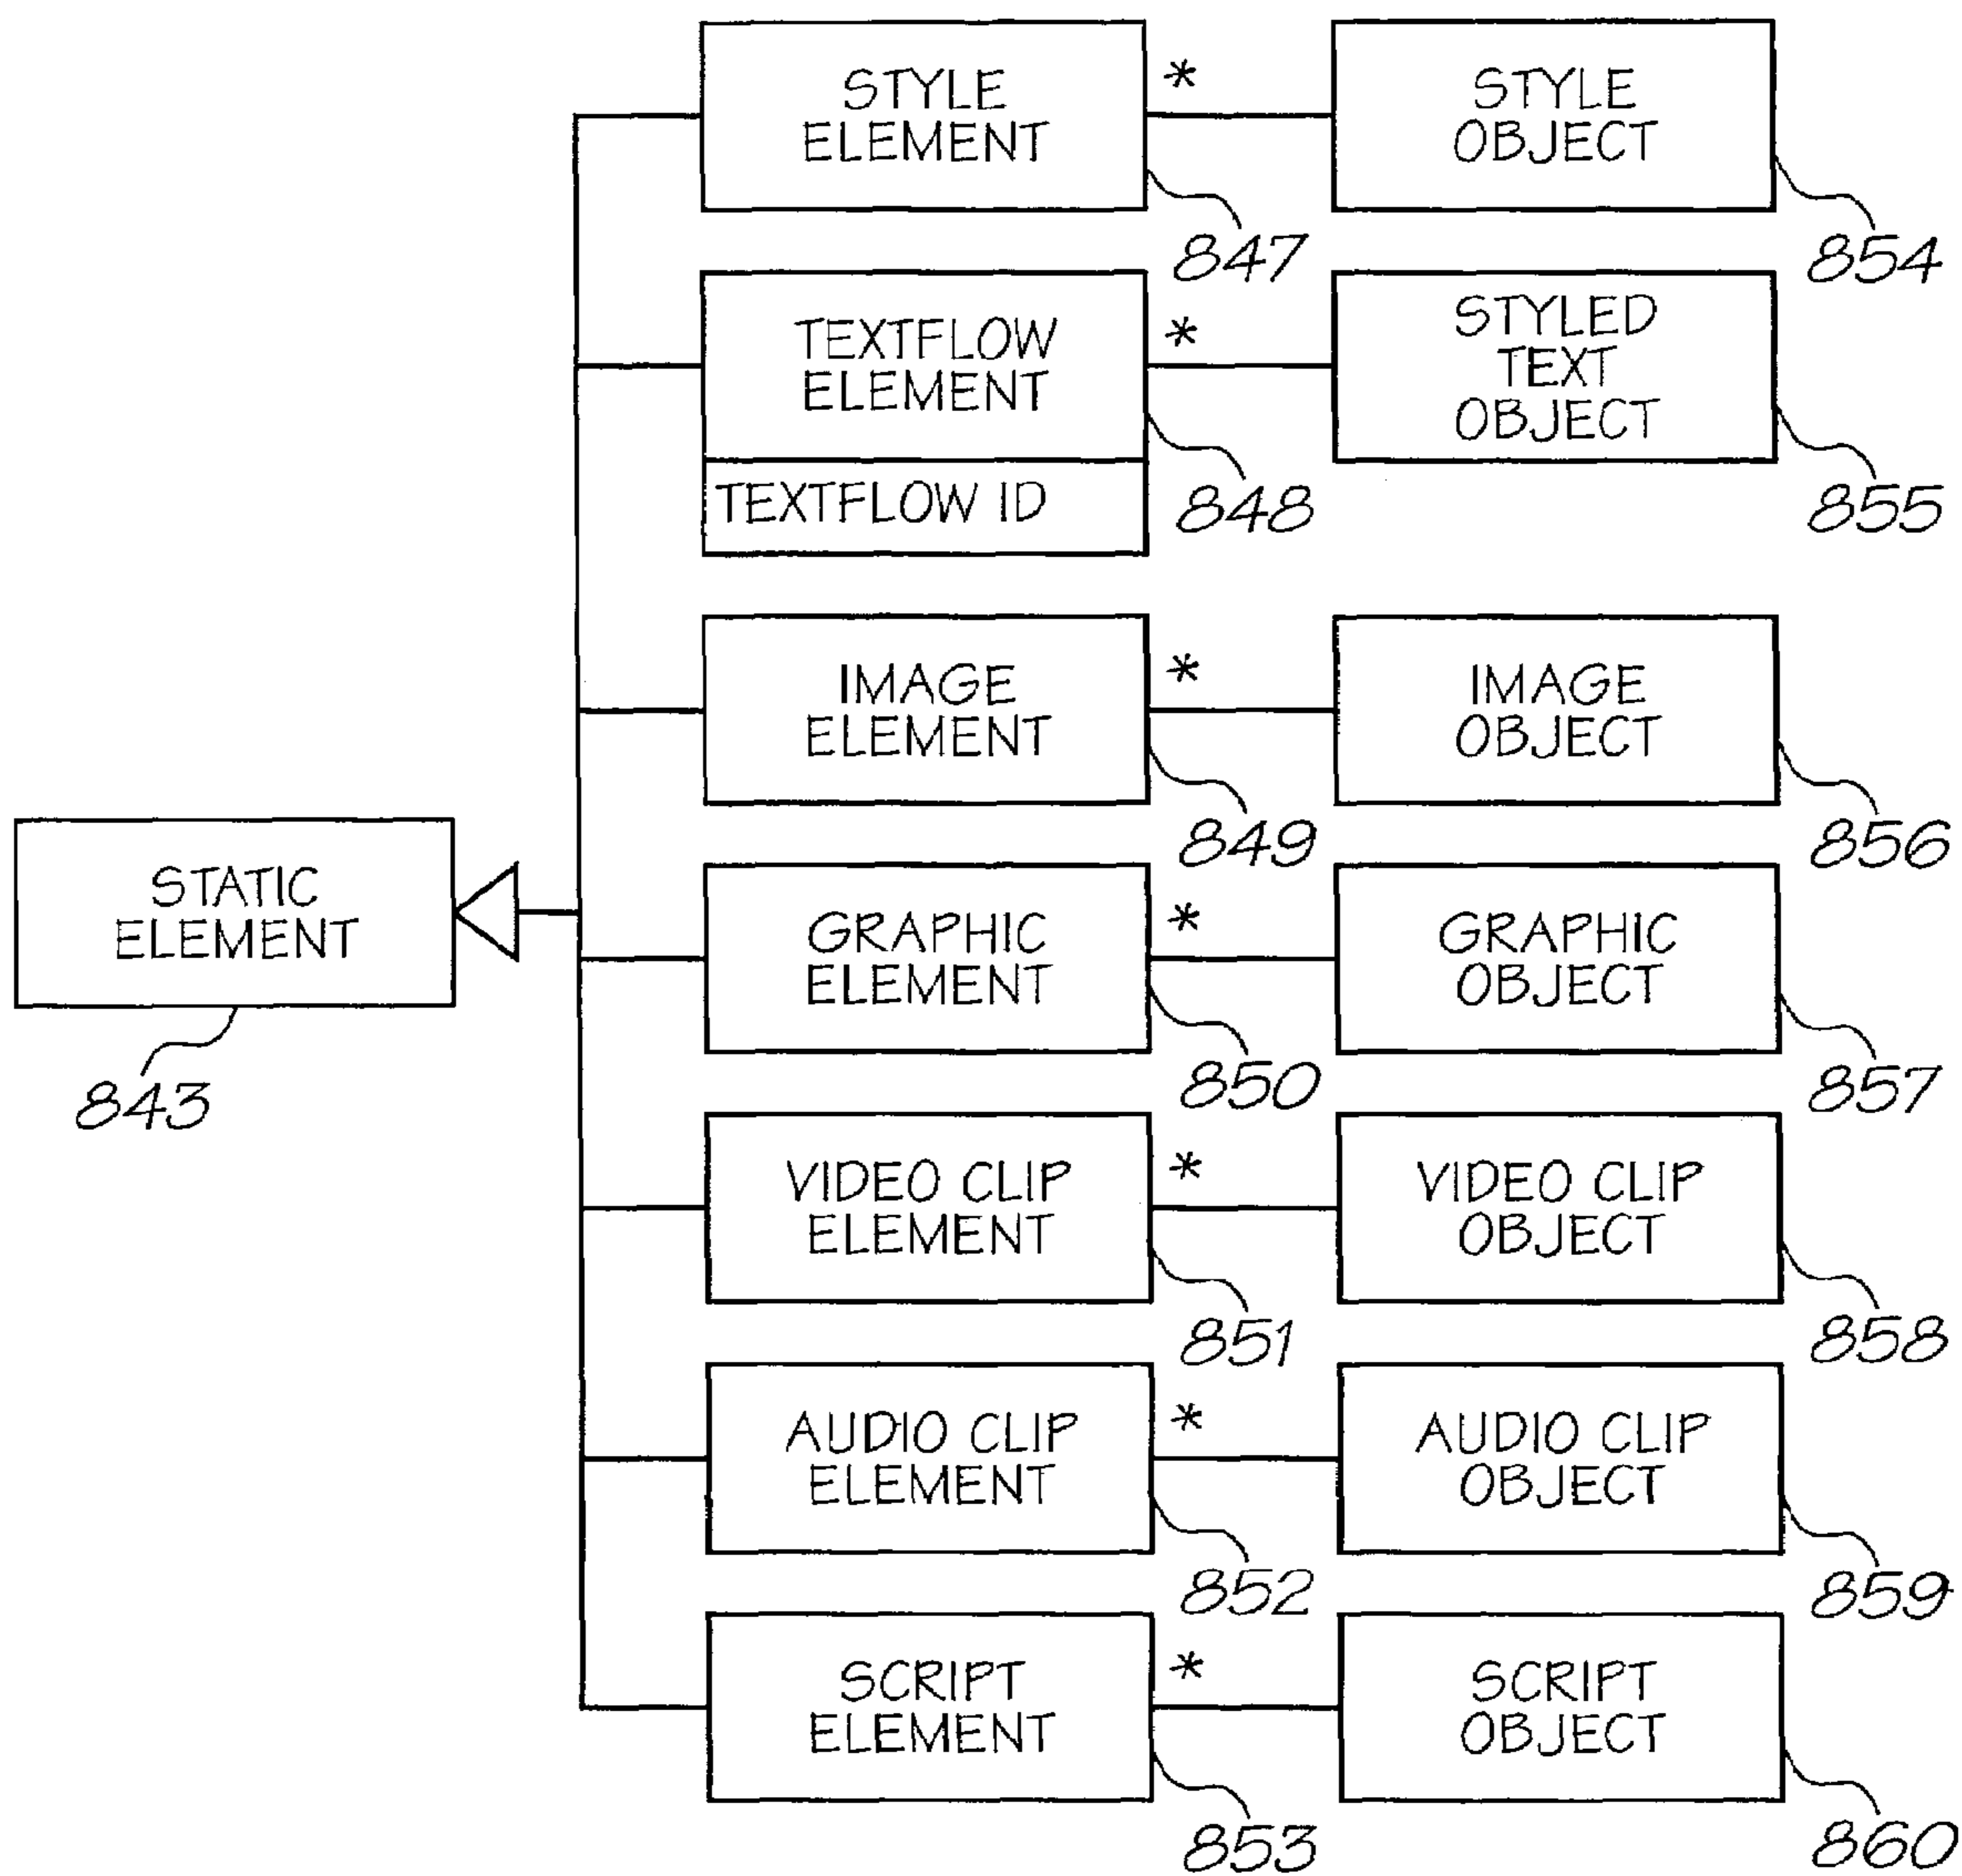 STYLE
ELEMENT
*
STYLE
OBJECT
847
854
TEXTFLOW
ELEMENT
TEXTFLOW ID
*
STYLED
TEXT
OBJECT
848
855
IMAGE
ELEMENT
*
IMAGE
OBJECT
849
856
STATIC
ELEMENT
843
GRAPHIC
ELEMENT
*
GRAPHIC
OBJECT
850
857
VIDEO CLIP
ELEMENT
*
VIDEO CLIP
OBJECT
851
858
AUDIO CLIP
ELEMENT
*
AUDIO CLIP
OBJECT
852
859
SCRIPT
ELEMENT
*
SCRIPT
OBJECT
853
860